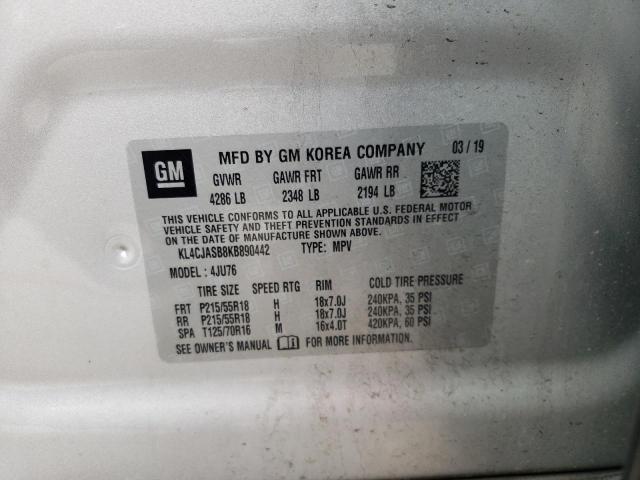 GM
MFD BY GM KOREA COMPANY 03 / 19
GVWR GAWR FRT GAWR RR
4286 LB 2348 LB 2194 LB
THIS VEHICLE CONFORMS TO ALL APPLICABLE U.S. FEDERAL MOTOR
VEHICLE SAFETY AND THEFT PREVENTION STANDARDS IN EFFECT ON
THE DATE OF MANUFACTURE SHOWN ABOVE.
KL4CJASB8KB890442 TYPE: MPV
MODEL : 4JU76
TIRE SIZE SPEED RTG RIM COLD TIRE PRESSURE
FRT P215/55R18 H 18x7.0J 240KPA, 35 PSI
RR P215/55R18 H 18x7.0J 240KPA, 35 PSI
SPA T125/70R16 M 16x4.0T 420KPA, 60 PSI
SEE OWNER'S MANUAL FOR MORE INFORMATION.